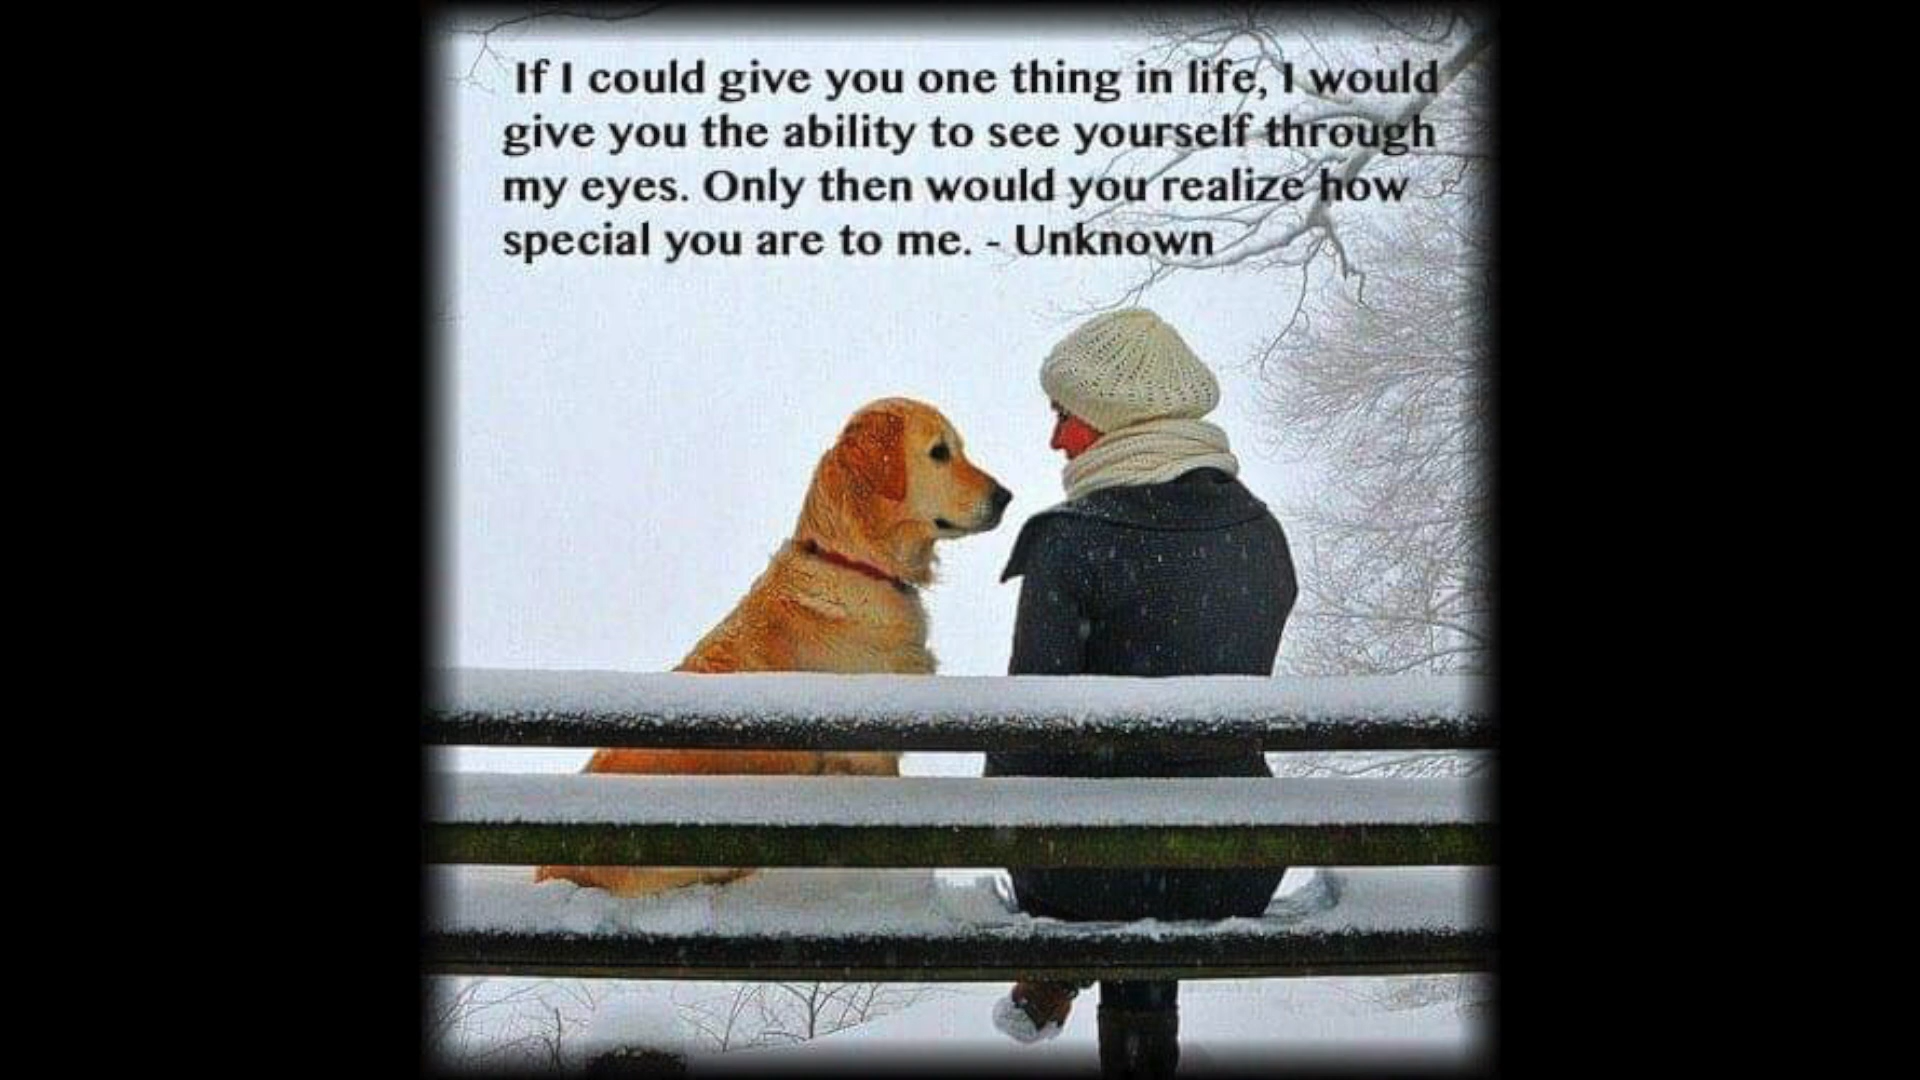 If I could give you one thing in life, I would
give you the ability to see yourself through
my eyes. Only then would you realize how
special you are to me. - Unknown